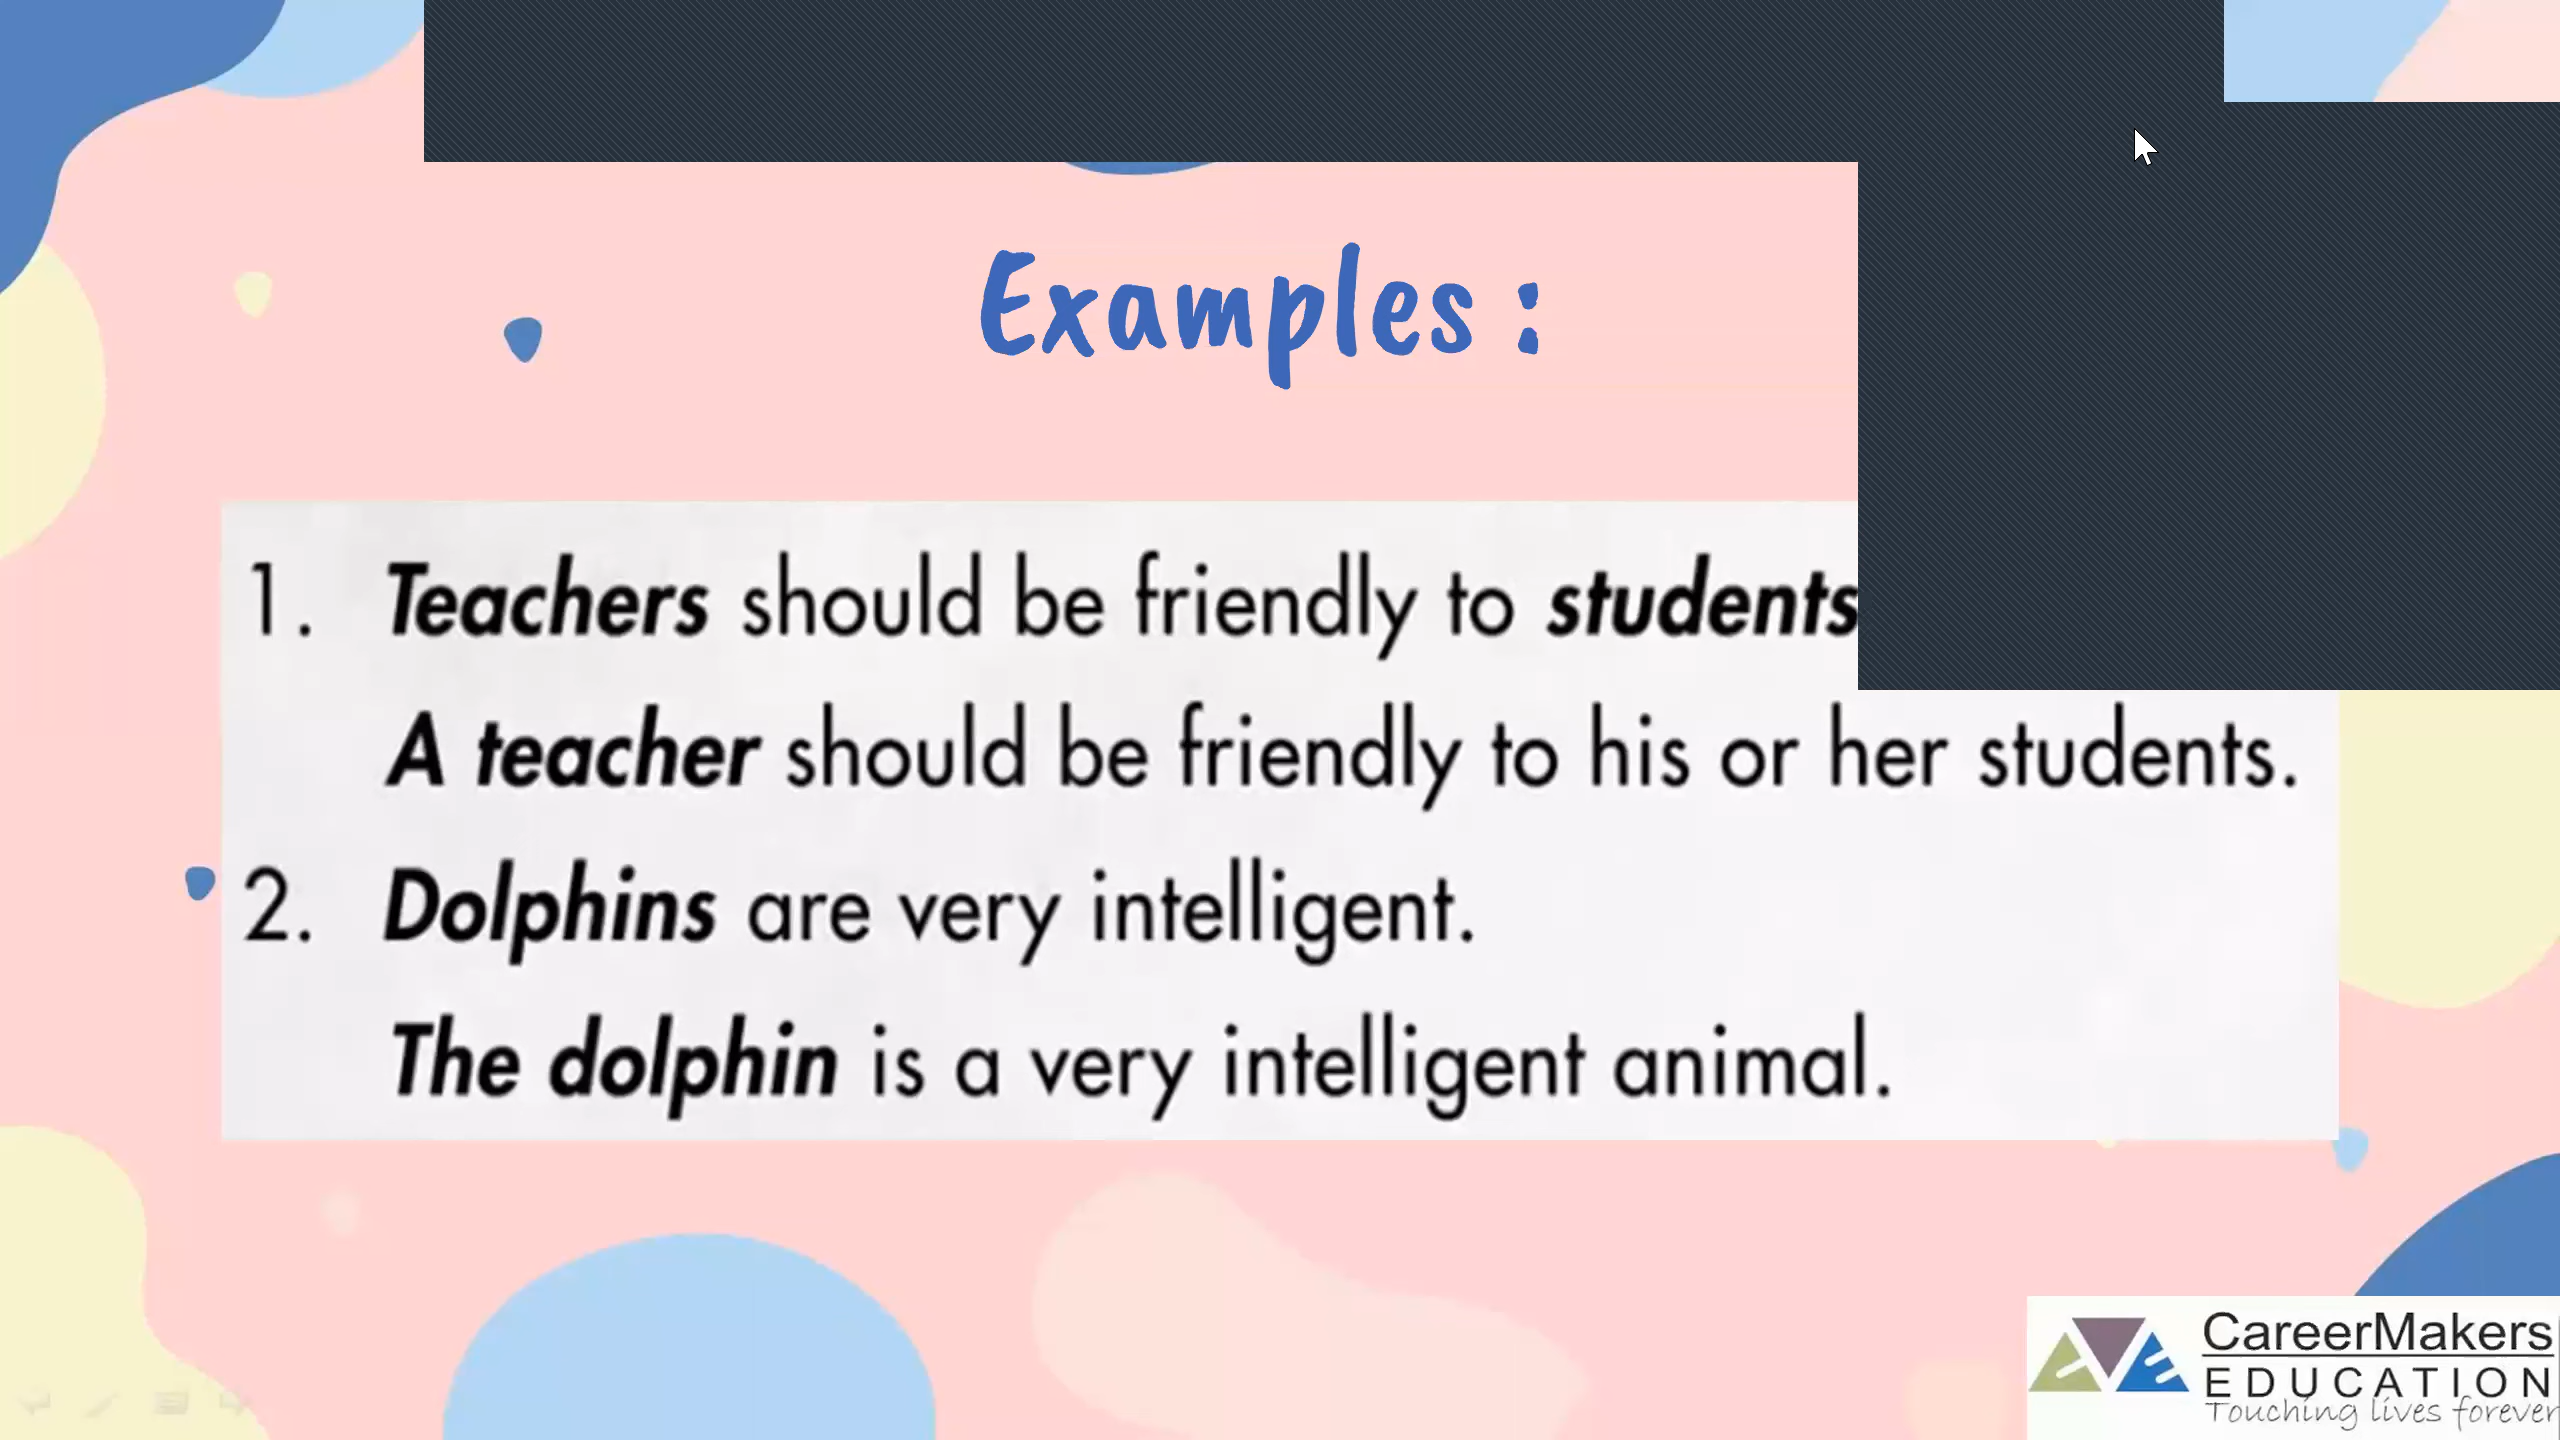 Examples :
1. Teachers should be friendly to students
A teacher should be friendly to his or her students.
2. Dolphins are very intelligent.
The dolphin is a very intelligent animal.
CareerMakers
EDUCATION
Touching lives forever